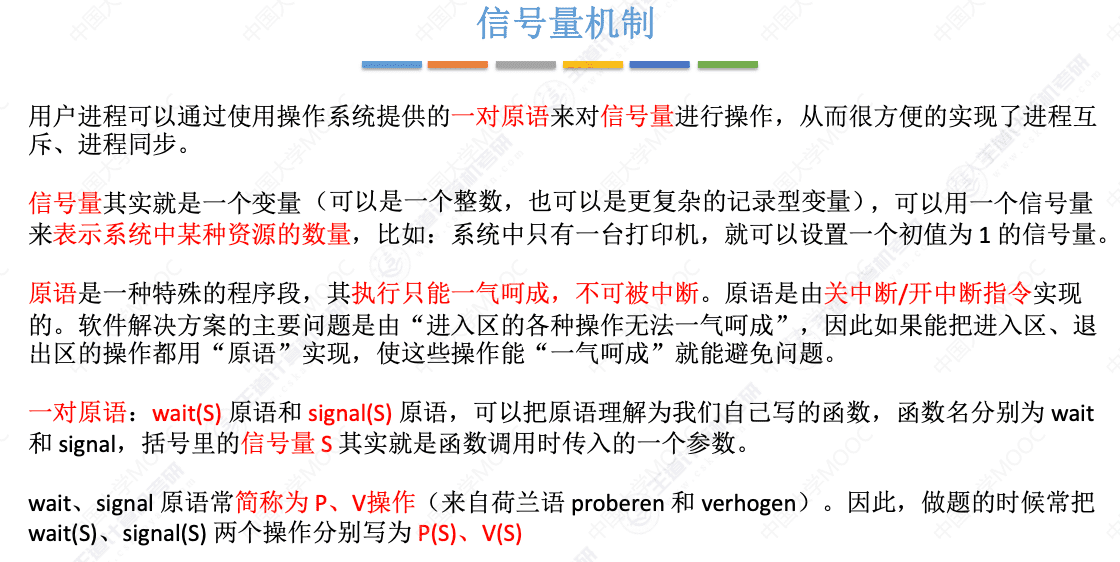 信号量机制
用户进程可以通过使用操作系统提供的一对原语来对信号量进行操作，从而很方便的实现了进程互
斥、进程同步。
信号量其实就是一个变量（可以是一个整数，也可以是更复杂的记录型变量），可以用一个信号量
来表示系统中某种资源的数量，比如：系统中只有一台打印机，就可以设置一个初值为 1 的信号量。
原语是一种特殊的程序段，其执行只能一气呵成，不可被中断。原语是由关中断/开中断指令实现
的。软件解决方案的主要问题是由“进入区的各种操作无法一气呵成”，因此如果能把进入区、退
出区的操作都用“原语”实现，使这些操作能“一气呵成”就能避免问题。
一对原语：wait(S) 原语和 signal(S) 原语，可以把原语理解为我们自己写的函数，函数名分别为 wait
和 signal，括号里的信号量 S 其实就是函数调用时传入的一个参数。
wait、signal 原语常简称为 P、V操作（来自荷兰语 proberen 和 verhogen）。因此，做题的时候常把
wait(S)、signal(S) 两个操作分别写为 P(S)、V(S)